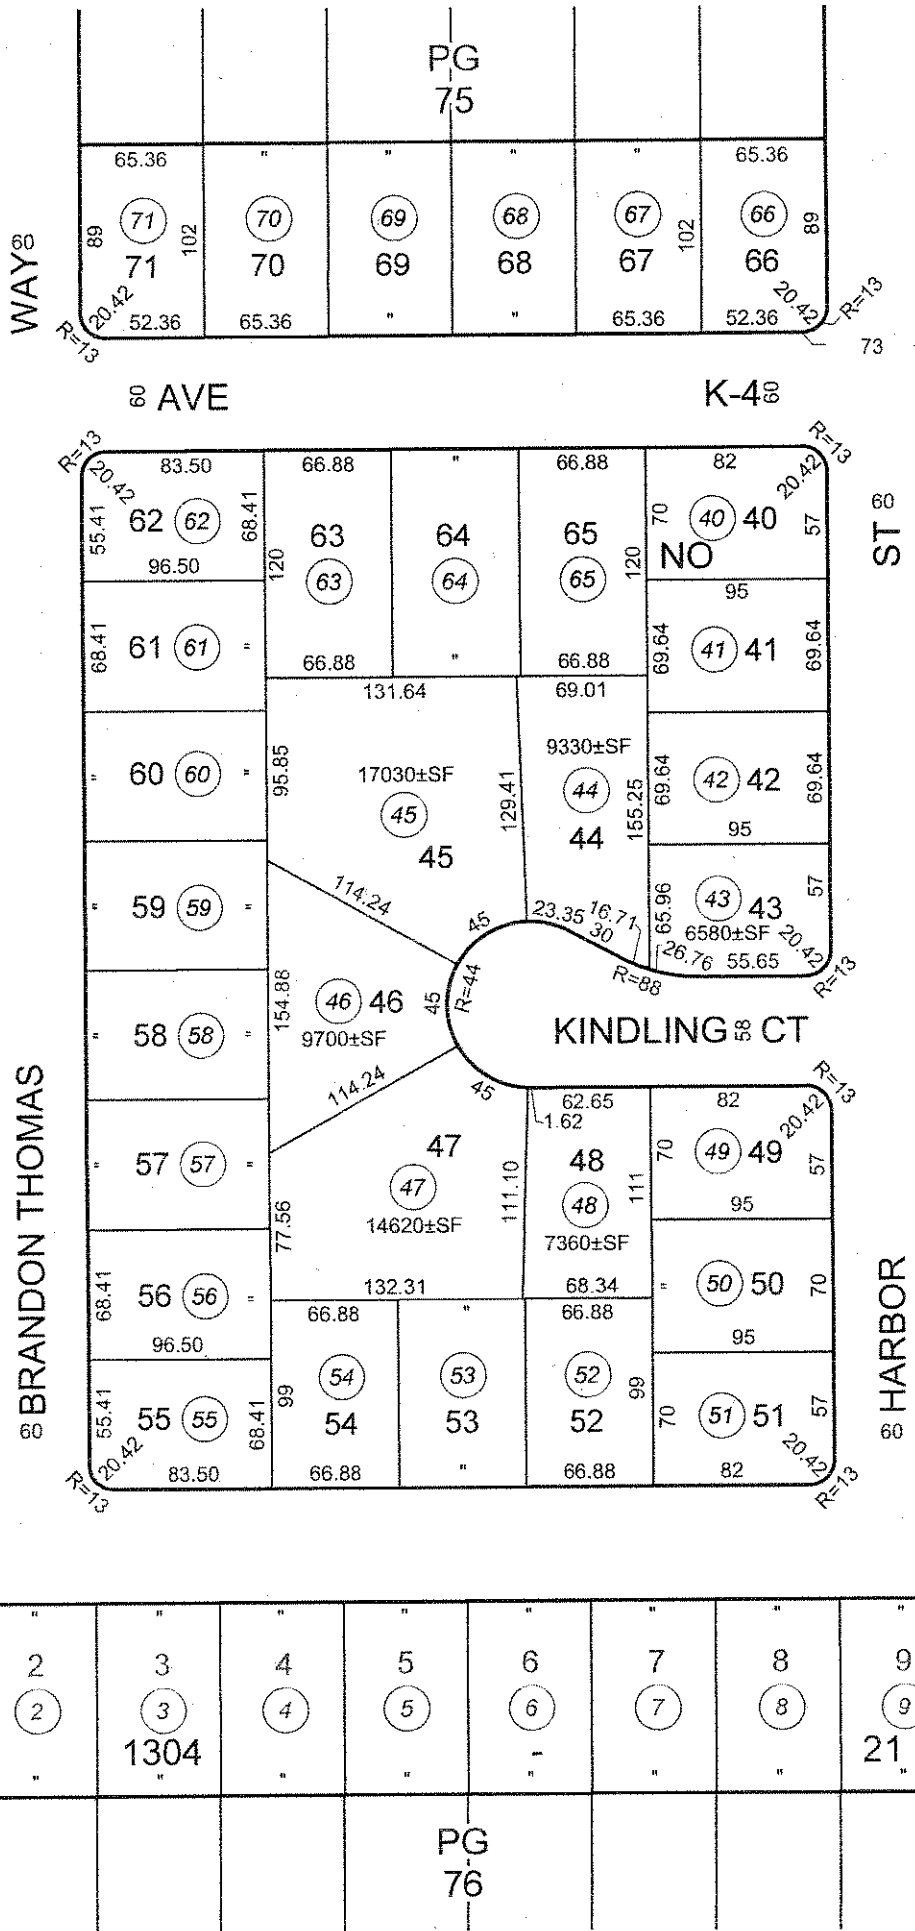 PG
75
65.36 " " " " 65.36
89 71 102 70 69 68 67 102 66 89
71 70 69 68 67 66
20.42 52.36 65.36 " " 65.36 52.36 20.42
R=13 R=13
73
WAY 60
60 AVE K-4 60
R=13 R=13
20.42 83.50 66.88 " 66.88 82 20.42
55.41 62 62 68.41 63 64 65 70 40 40 57
96.50 120 63 64 65 120 NO
95
ST 60
68.41 61 61 " 66.88 " 66.88 69.64 41 41 69.64
131.64 69.01
" 60 60 " 95.85 17030±SF 129.41 9330±SF 155.25 69.64 42 42 69.64
45 44 95
45 44
" 59 59 " 114.24 45 23.35 16.71 30 65.96 43 43 57
6580±SF 20.42
R=44 R=88 26.76 55.65 R=13
" 58 58 " 154.88 46 46 45
9700±SF
KINDLING 58 CT
114.24 45 62.65 82 R=13
1.62 20.42
" 57 57 " 47 111.10 48 111 70 49 49 57
47 48 95
77.56 14620±SF 7360±SF
68.41 56 56 " 132.31 68.34 " 50 50 70
96.50 66.88 " 66.88 95
55.41 55 55 68.41 99 54 53 52 99 70 51 51 57
54 53 52
20.42 83.50 66.88 " 66.88 82 20.42
R=13 R=13
60 BRANDON THOMAS
60 HARBOR
" " " " " " " "
2 3 4 5 6 7 8 9
2 3 4 5 6 7 8 9
1304 - 21
" " " " " " " "
PG
76